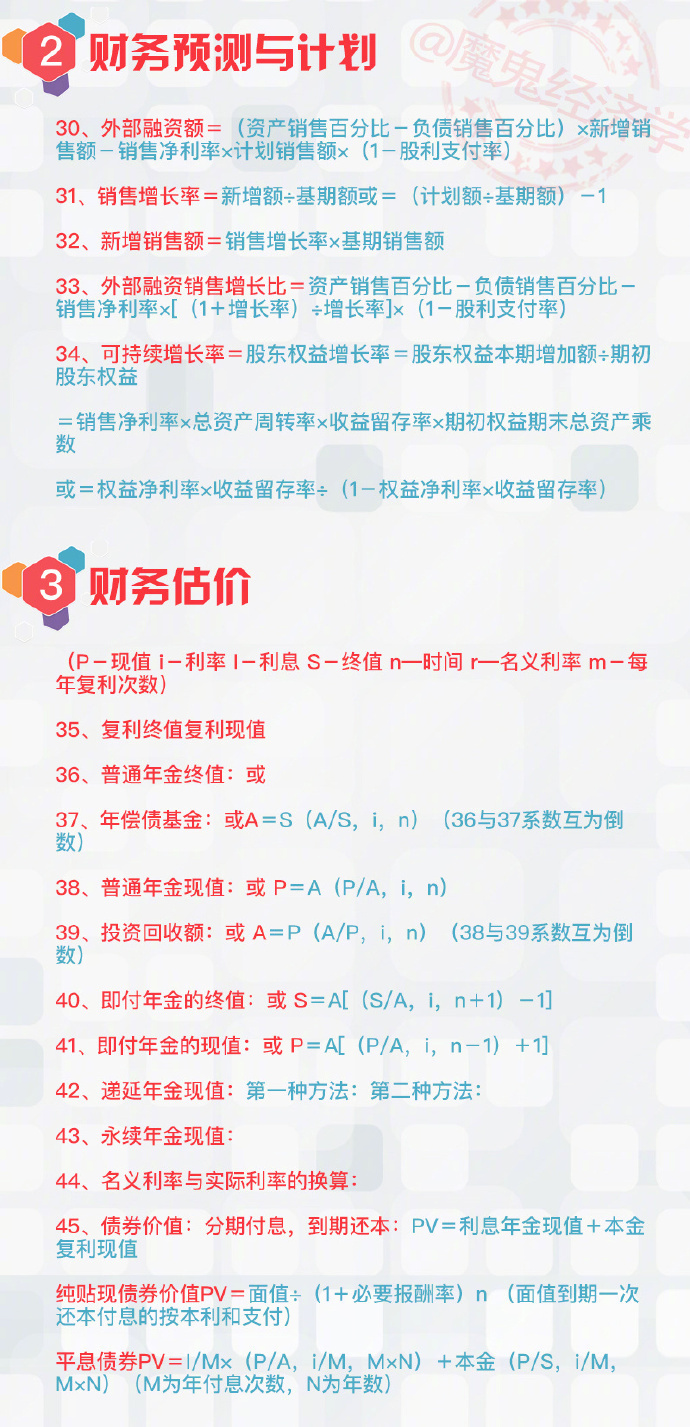 @魔鬼经济学
2 财务预测与计划
30、外部融资额＝（资产销售百分比－负债销售百分比）×新增销
售额－销售净利率×计划销售额×（1－股利支付率）
31、销售增长率＝新增额÷基期额或＝（计划额÷基期额）－1
32、新增销售额＝销售增长率×基期销售额
33、外部融资销售增长比＝资产销售百分比－负债销售百分比－
销售净利率×[（1＋增长率）÷增长率]×（1－股利支付率）
34、可持续增长率＝股东权益增长率＝股东权益本期增加额÷期初
股东权益
＝销售净利率×总资产周转率×收益留存率×期初权益期末总资产乘
数
或＝权益净利率×收益留存率÷（1－权益净利率×收益留存率）
3 财务估价
（P－现值 i－利率 I－利息 S－终值 n—时间 r—名义利率 m－每
年复利次数）
35、复利终值复利现值
36、普通年金终值：或
37、年偿债基金：或A＝S（A/S，i，n）（36与37系数互为倒
数）
38、普通年金现值：或 P＝A（P/A，i，n）
39、投资回收额：或 A＝P（A/P，i，n）（38与39系数互为倒
数）
40、即付年金的终值：或 S＝A[（S/A，i，n＋1）－1]
41、即付年金的现值：或 P＝A[（P/A，i，n－1）＋1]
42、递延年金现值：第一种方法：第二种方法：
43、永续年金现值：
44、名义利率与实际利率的换算：
45、债券价值：分期付息，到期还本：PV＝利息年金现值＋本金
复利现值
纯贴现债券价值PV＝面值÷（1＋必要报酬率）n （面值到期一次
还本付息的按本利和支付）
平息债券PV＝I/M×（P/A，i/M，M×N）＋本金（P/S，i/M，
M×N）（M为年付息次数，N为年数）